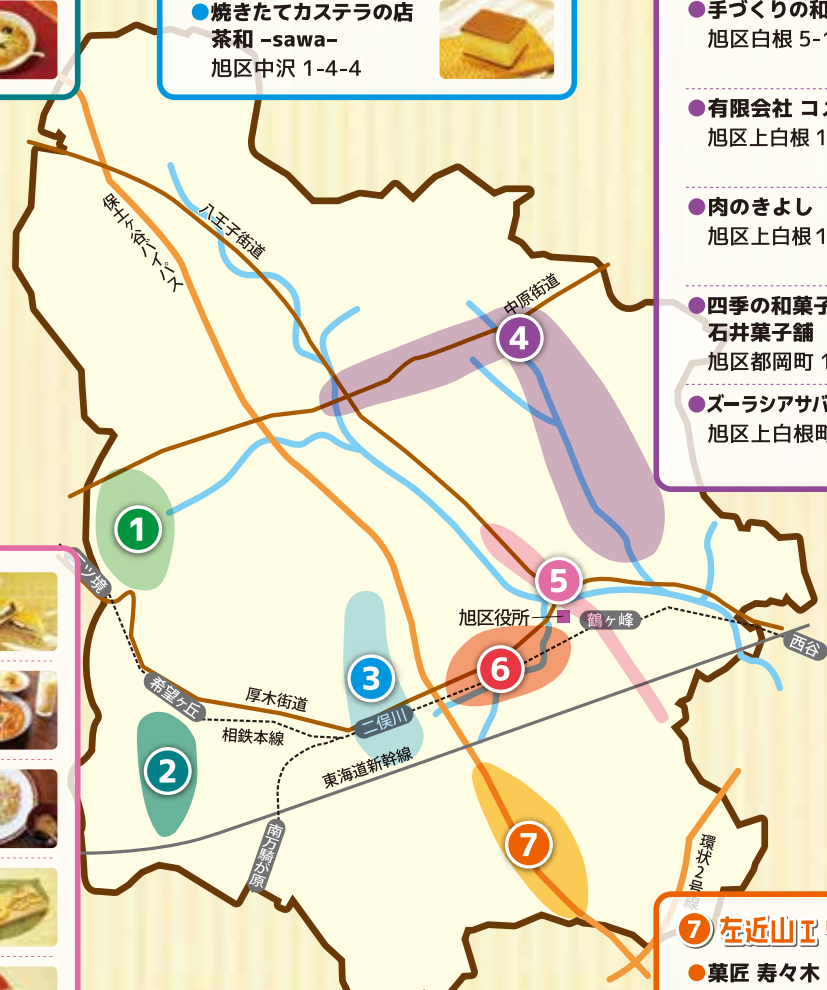 ●焼きたてカステラの店
茶和 –sawa–
旭区中沢 1-4-4
●手づくりの和
旭区白根 5-1
●有限会社 コメ
旭区上白根 1
●肉のきよし
旭区上白根 1
●四季の和菓子
石井菓子舗
旭区都岡町 1
●ズーラシアサバ
旭区上白根町
保土ヶ谷バイパス
八王子街道
中原街道
4
1
ツ境
5
旭区役所
鶴ヶ峰
西谷
6
3
希望ヶ丘
厚木街道
二俣川
相鉄本線
東海道新幹線
2
南万騎が原
7
環状2号線
7 左近山エ
●菓匠 寿々木